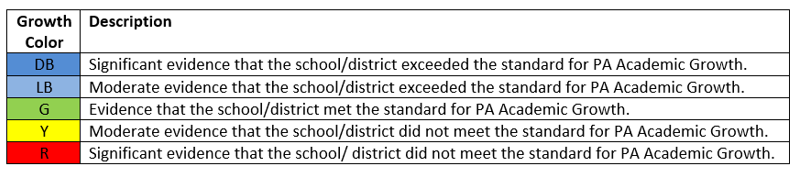 Growth Color Description
DB Significant evidence that the school/district exceeded the standard for PA Academic Growth.
LB Moderate evidence that the school/district exceeded the standard for PA Academic Growth.
G Evidence that the school/district met the standard for PA Academic Growth.
Y Moderate evidence that the school/district did not meet the standard for PA Academic Growth.
R Significant evidence that the school/ district did not meet the standard for PA Academic Growth.